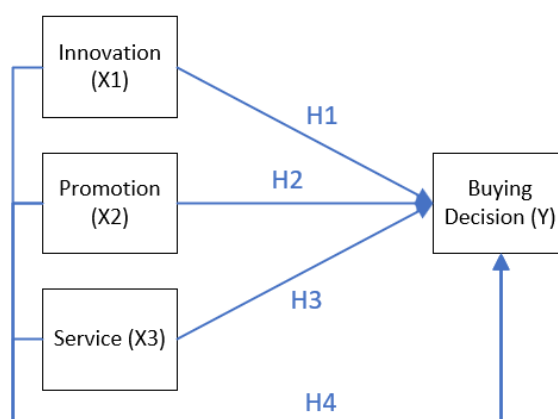 Innovation
(X1)
H1
Promotion
(X2)
H2
Buying
Decision (Y)
Service (X3)
H3
H4